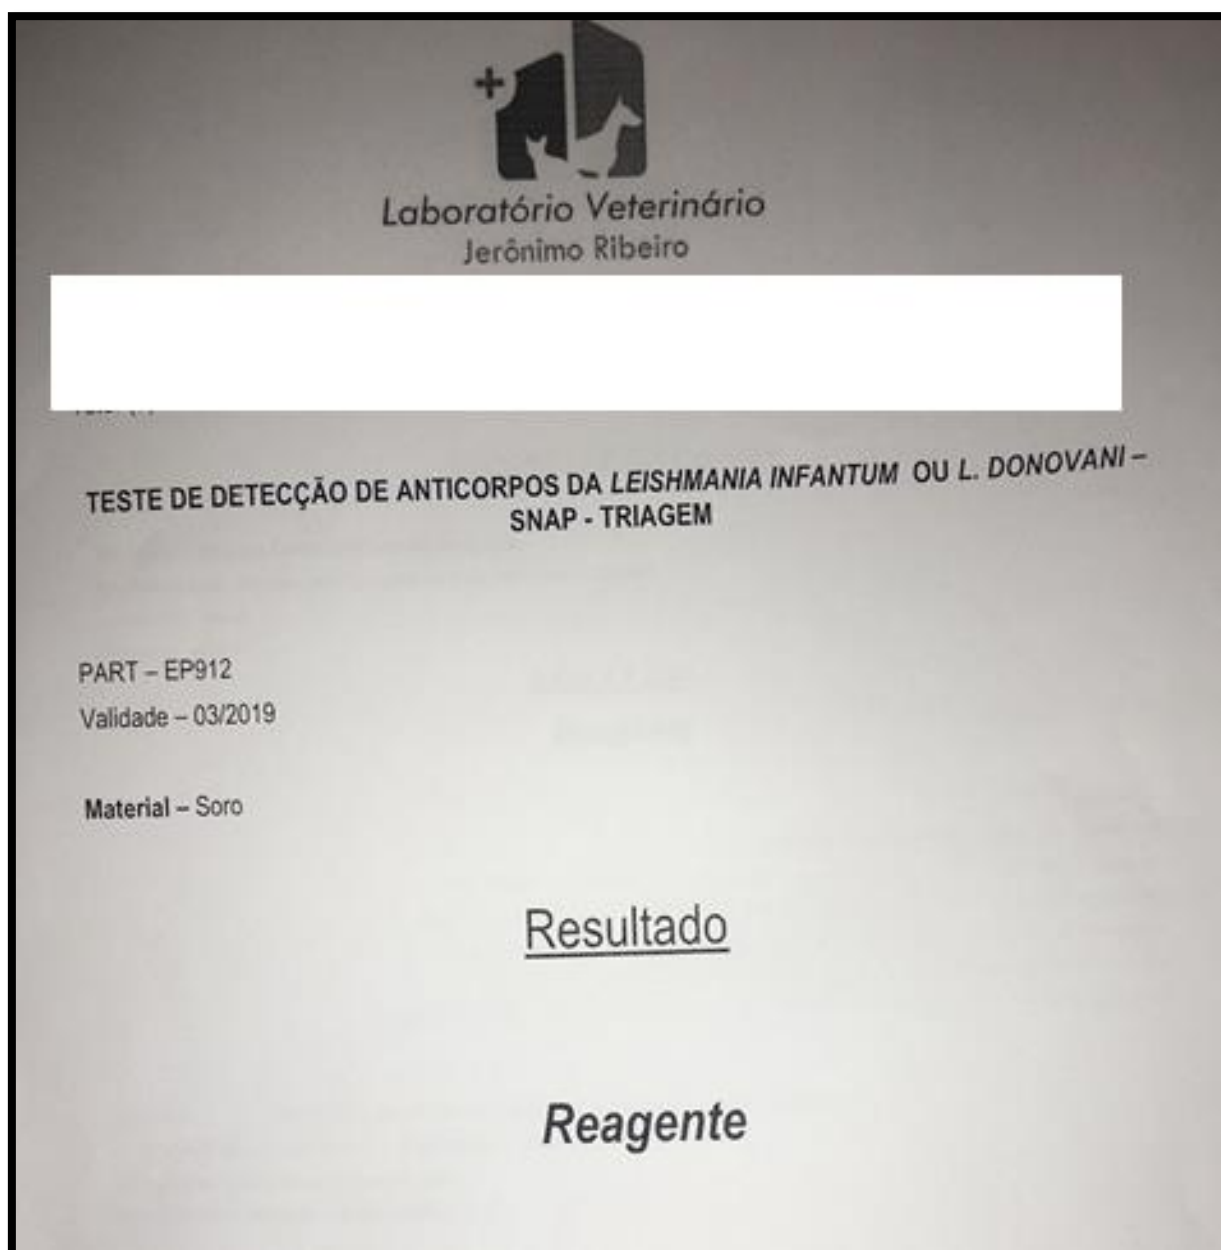 Laboratório Veterinário
Jerônimo Ribeiro
TESTE DE DETECÇÃO DE ANTICORPOS DA LEISHMANIA INFANTUM OU L. DONOVANI –
SNAP - TRIAGEM
PART – EP912
Validade – 03/2019
Material – Soro
Resultado
Reagente